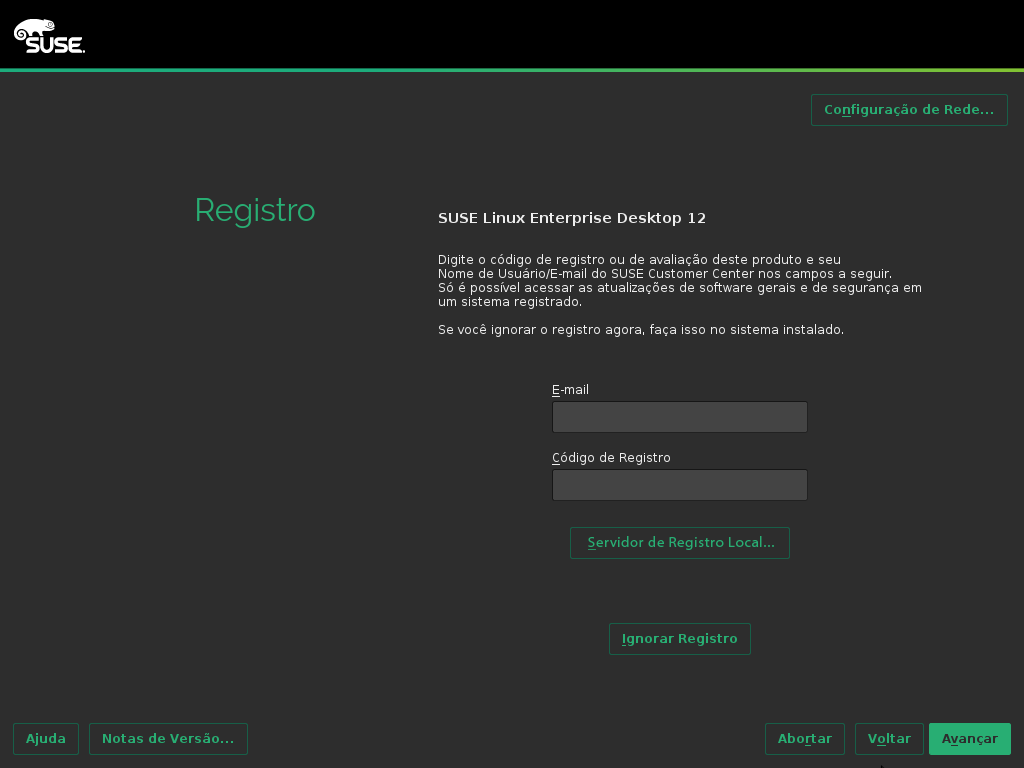 SUSE
Configuração de Rede...
Registro
SUSE Linux Enterprise Desktop 12
Digite o código de registro ou de avaliação deste produto e seu
Nome de Usuário/E-mail do SUSE Customer Center nos campos a seguir.
Só é possível acessar as atualizações de software gerais e de segurança em
um sistema registrado.
Se você ignorar o registro agora, faça isso no sistema instalado.
E-mail
Código de Registro
Servidor de Registro Local...
Ignorar Registro
Ajuda
Notas de Versão...
Abortar
Voltar
Avançar